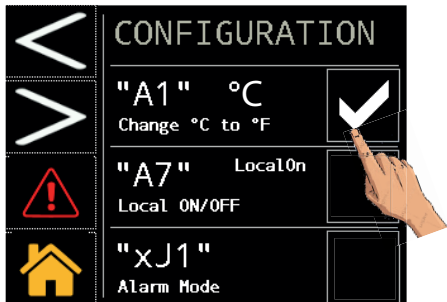 CONFIGURATION
"A1" °C
Change °C to °F
"A7" LocalOn
Local ON/OFF
"xJ1"
Alarm Mode